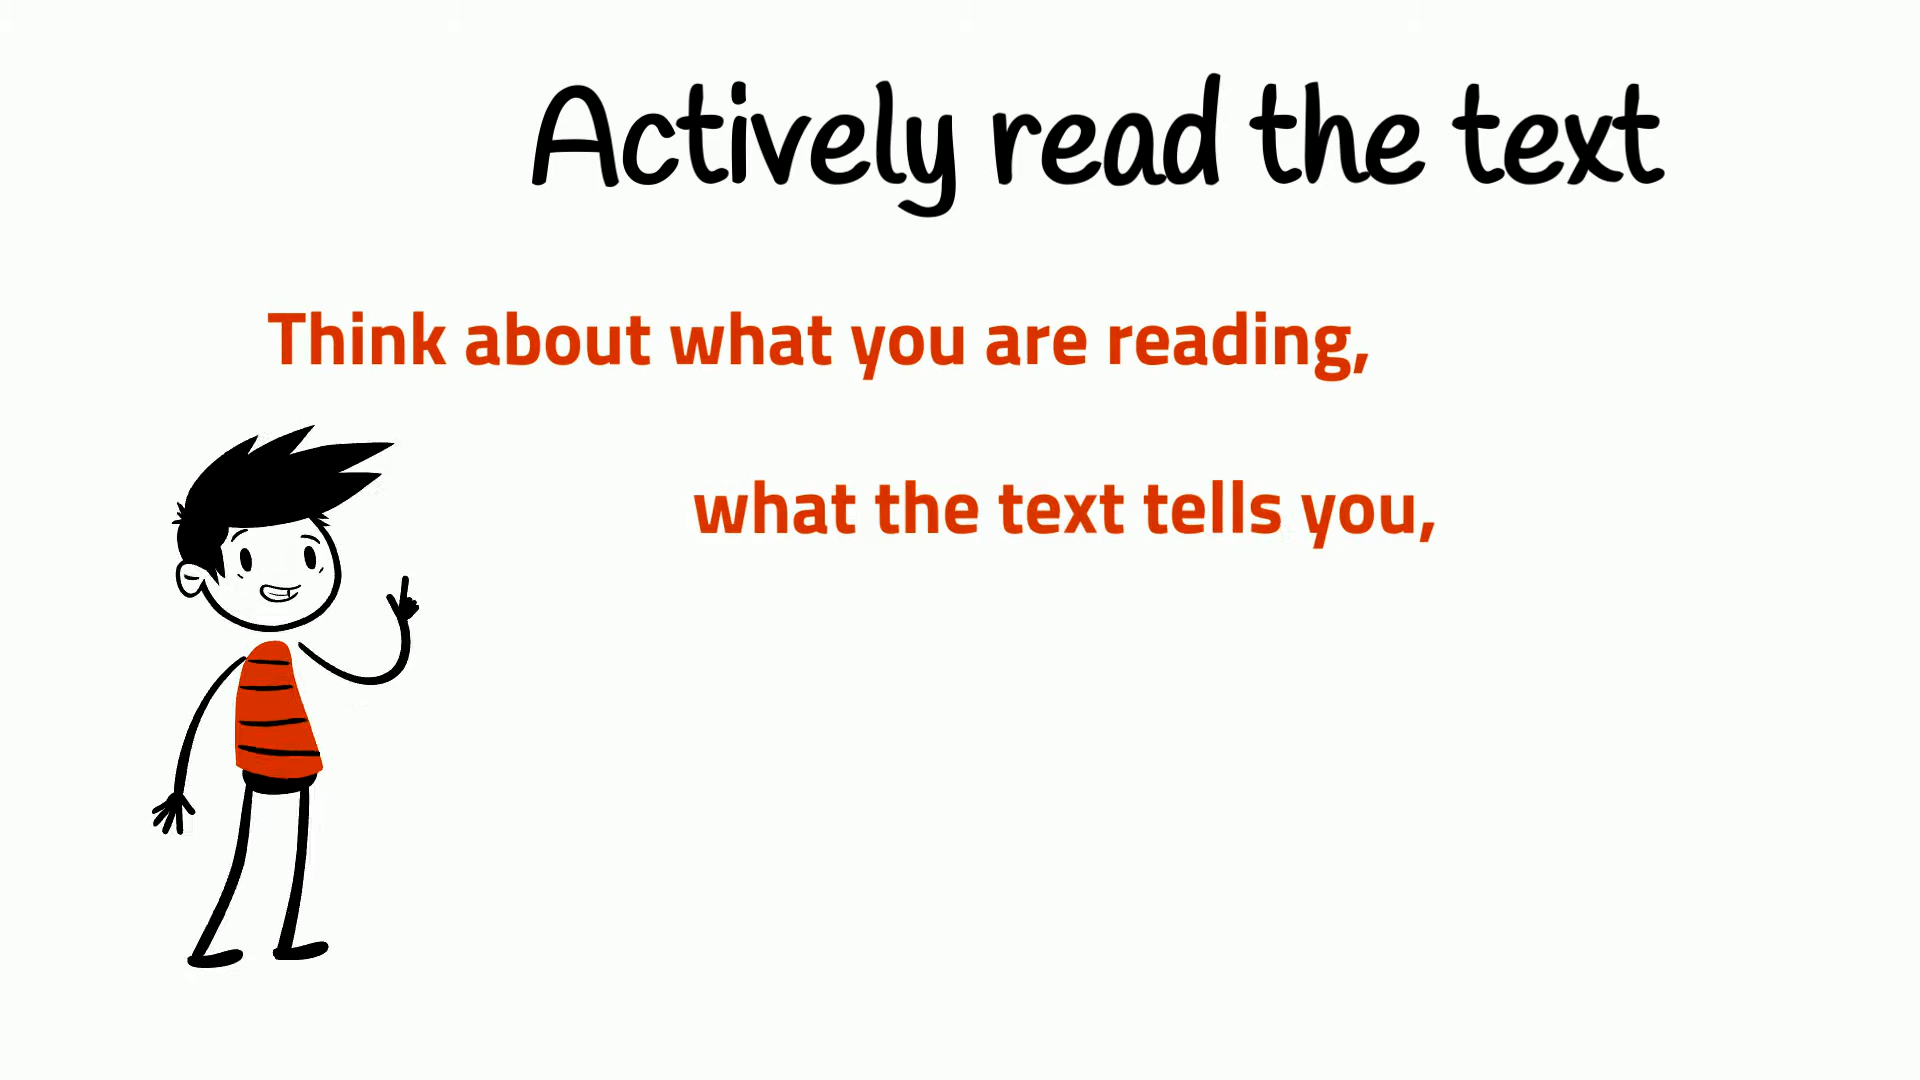 Actively read the text
Think about what you are reading,
what the text tells you,